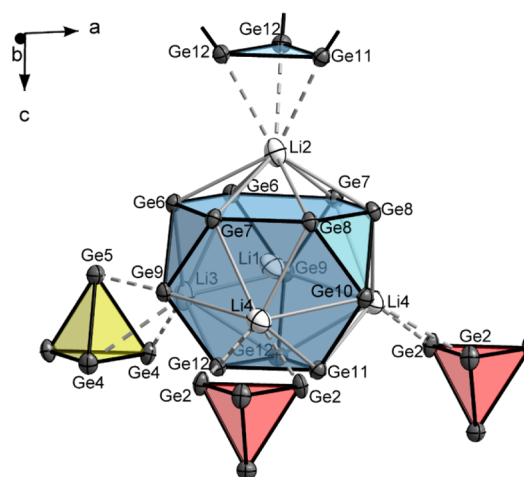 a
b
c
Ge12
Ge12
Ge11
Li2
Ge6
Ge7
Ge6
Ge8
Ge7
Ge8
Ge5
Li1
Ge9
Ge9
Li3
Ge10
Li4
Li4
Ge12
Ge2
Ge4
Ge4
Ge12
Ge11
Ge2
Ge2
Ge2